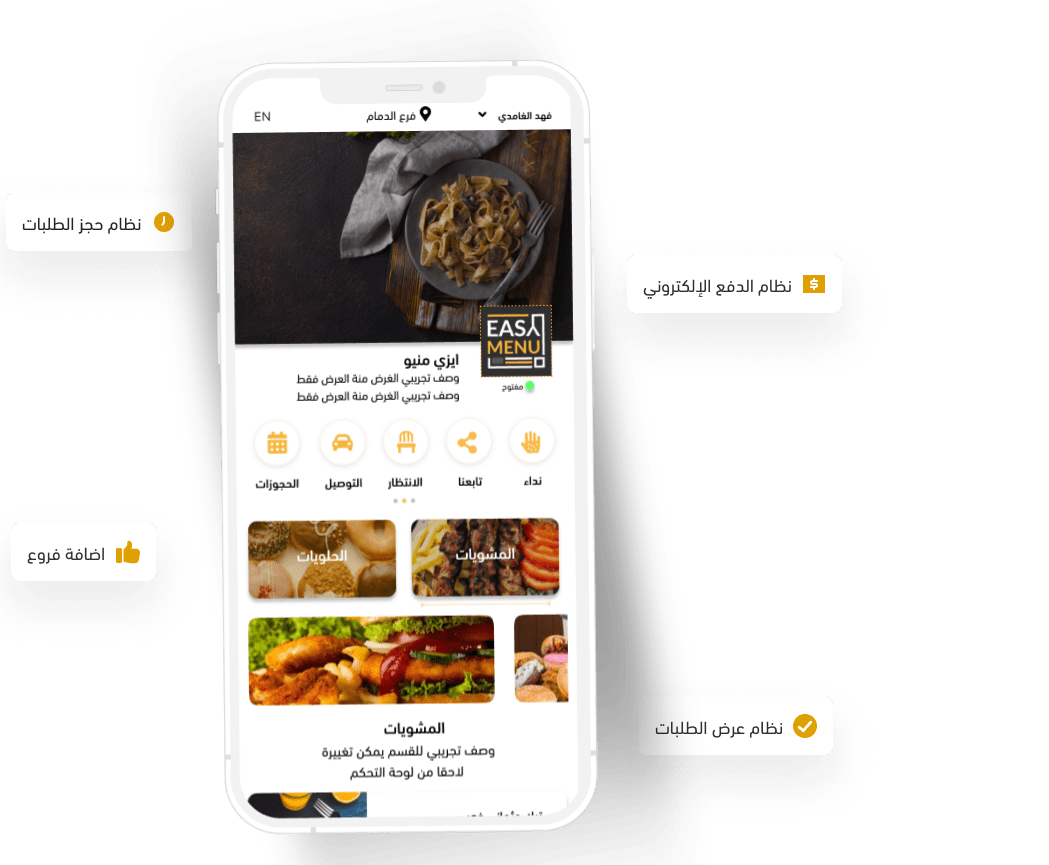 فهد الغامدي
فرع الدمام
EN
نظام حجز الطلبات
نظام الدفع الإلكتروني
EASY
MENU
ايزي منيو
وصف تجريبي الغرض منة العرض فقط
وصف تجريبي الغرض منة العرض فقط
مفتوح
نداء
تابعنا
الانتظار
التوصيل
الحجوزات
المشويات
الحلويات
اضافة فروع
نظام عرض الطلبات
المشويات
وصف تجريبي للقسم يمكن تغييرة
لاحقا من لوحة التحكم